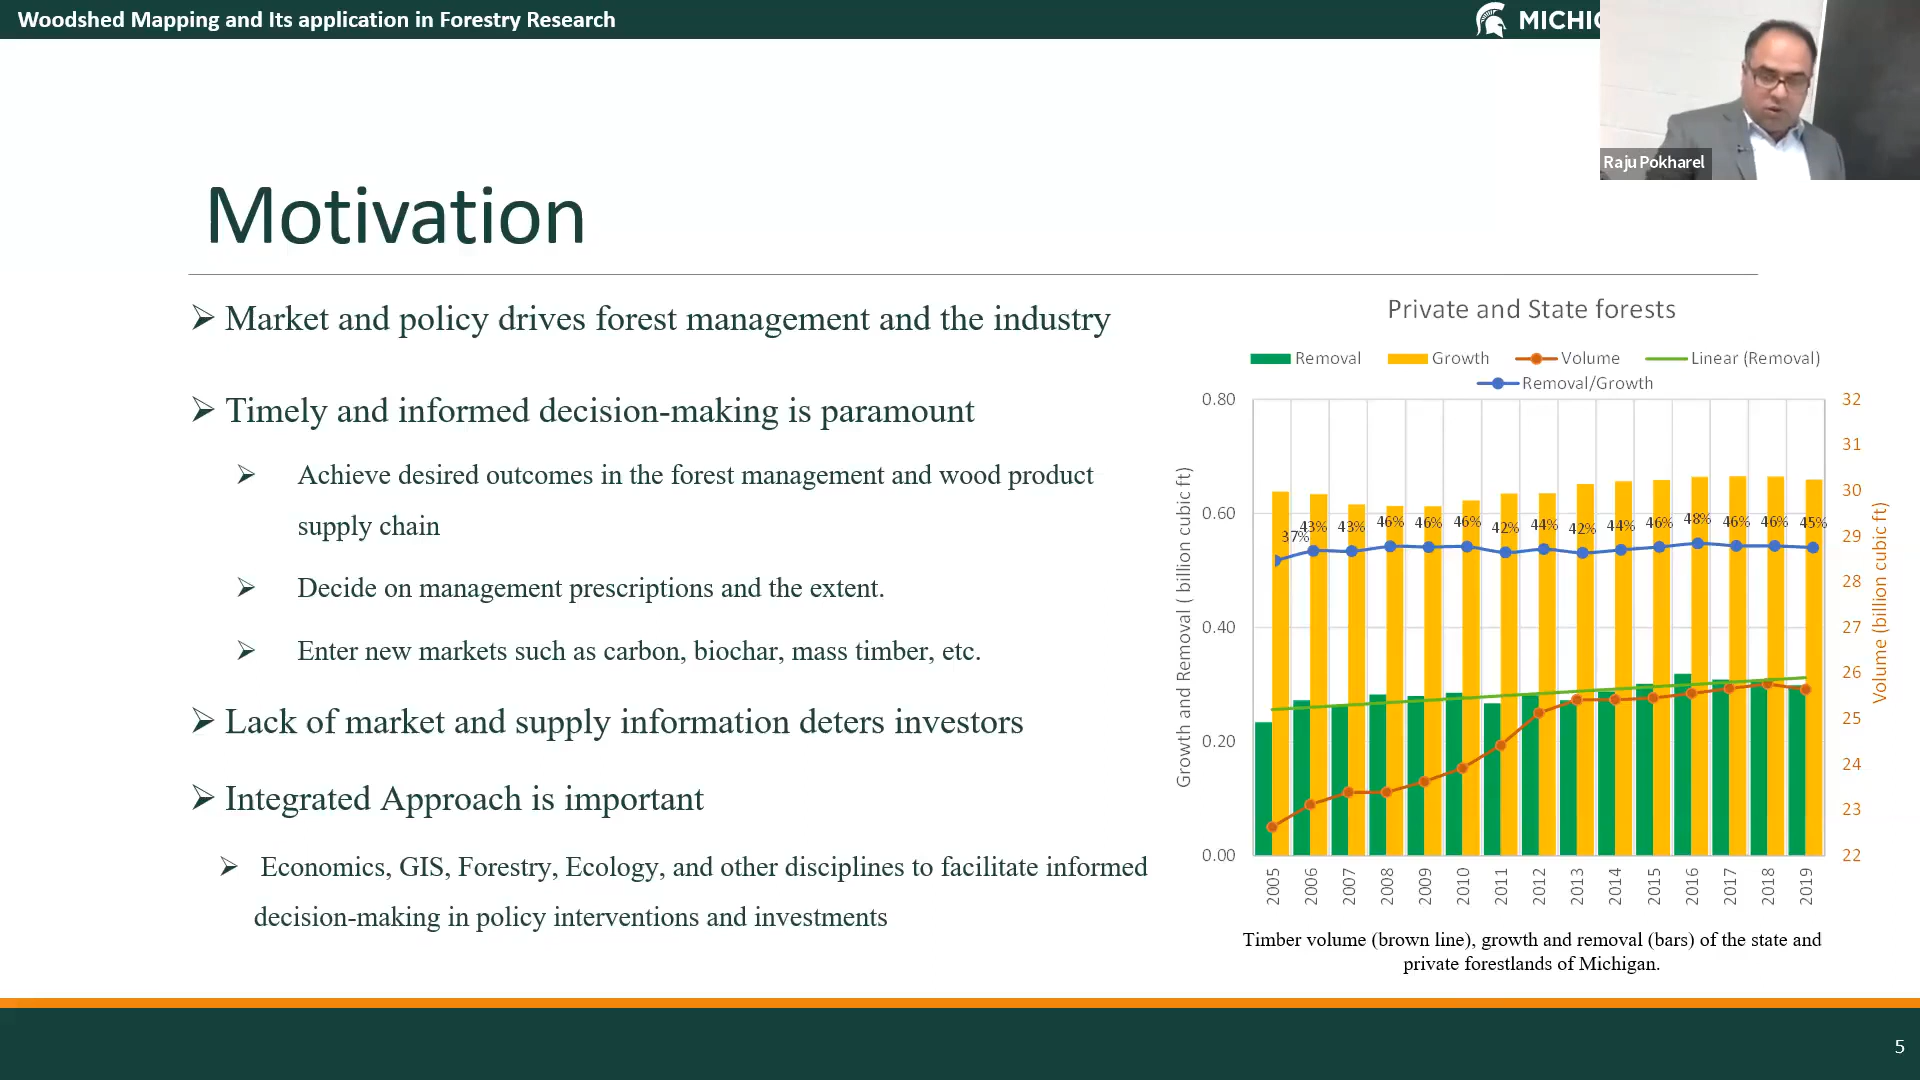 Woodshed Mapping and Its application in Forestry Research
Raju Pokharel
Motivation
Market and policy drives forest management and the industry
Timely and informed decision-making is paramount
Achieve desired outcomes in the forest management and wood product
supply chain
Decide on management prescriptions and the extent.
Enter new markets such as carbon, biochar, mass timber, etc.
Lack of market and supply information deters investors
Integrated Approach is important
Economics, GIS, Forestry, Ecology, and other disciplines to facilitate informed
decision-making in policy interventions and investments
Private and State forests
Removal Growth Volume Linear (Removal)
Removal/Growth
Growth and Removal ( billion cubic ft)
0.80
0.60
0.40
0.20
0.00
37% 43% 43% 46% 46% 46% 42% 44% 42% 44% 46% 48% 46% 46% 45%
32
31
30
29
28
27
26
25
24
23
22
Volume (billion cubic ft)
2005 2006 2007 2008 2009 2010 2011 2012 2013 2014 2015 2016 2017 2018 2019
Timber volume (brown line), growth and removal (bars) of the state and
private forestlands of Michigan.
5